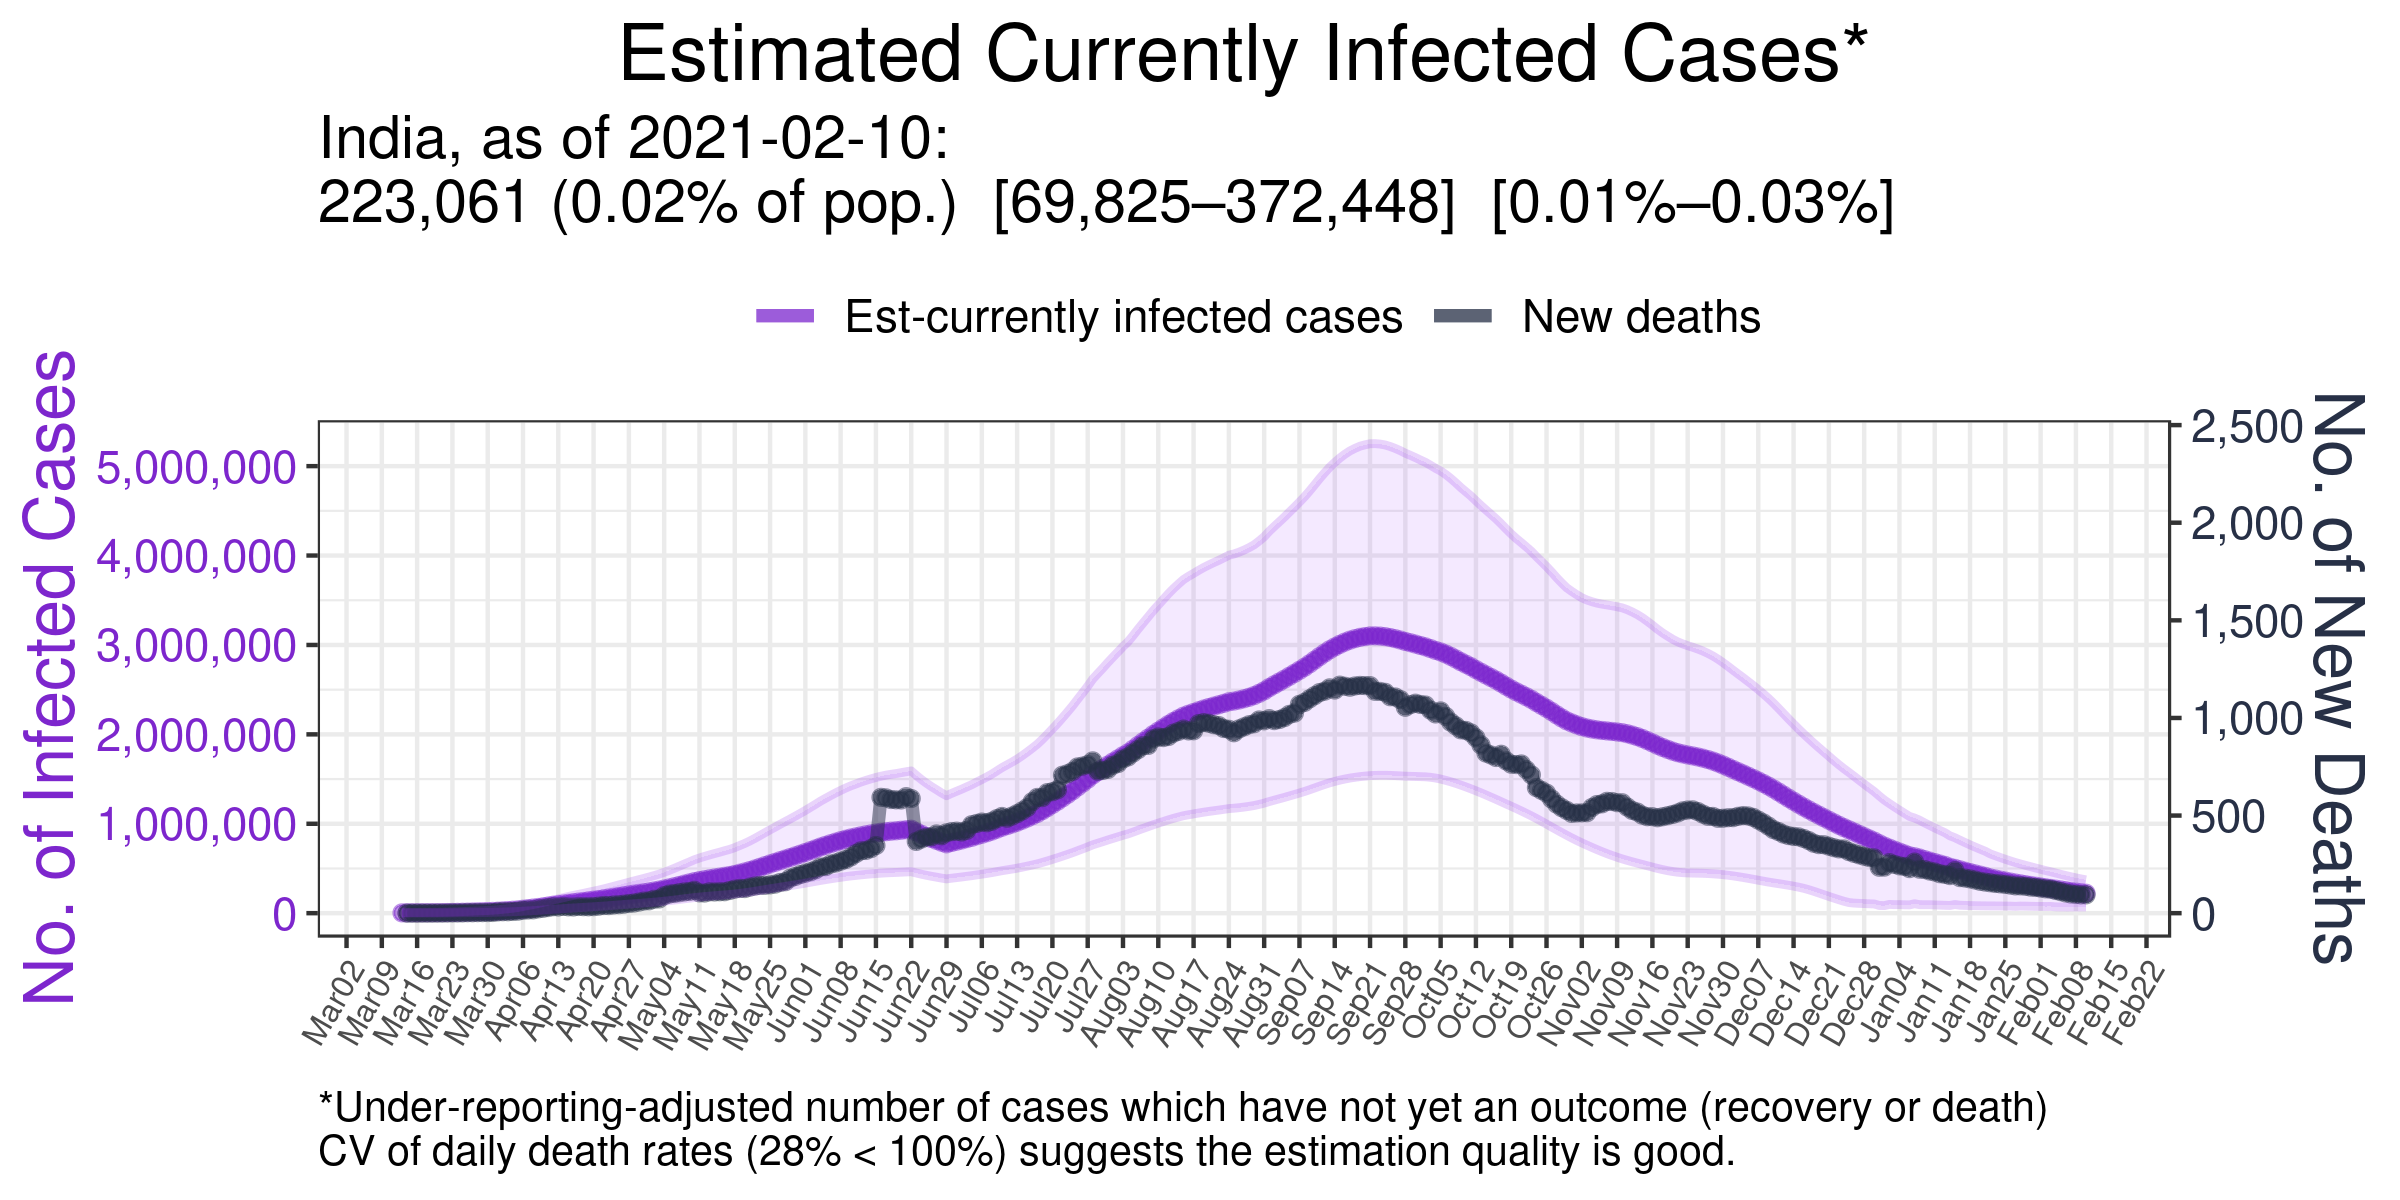 Estimated Currently Infected Cases*
India, as of 2021-02-10:
223,061 (0.02% of pop.) [69,825–372,448] [0.01%–0.03%]
Est-currently infected cases
New deaths
No. of Infected Cases
5,000,000
4,000,000
3,000,000
2,000,000
1,000,000
0
2,500
2,000
1,500
1,000
500
0
No. of New Deaths
Mar02
Mar09
Mar16
Mar23
Mar30
Apr06
Apr13
Apr20
Apr27
May04
May11
May18
May25
Jun01
Jun08
Jun15
Jun22
Jun29
Jul06
Jul13
Jul20
Jul27
Aug03
Aug10
Aug17
Aug24
Aug31
Sep07
Sep14
Sep21
Sep28
Oct05
Oct12
Oct19
Oct26
Nov02
Nov09
Nov16
Nov23
Nov30
Dec07
Dec14
Dec21
Dec28
Jan04
Jan11
Jan18
Jan25
Feb01
Feb08
Feb15
Feb22
*Under-reporting-adjusted number of cases which have not yet an outcome (recovery or death)
CV of daily death rates (28% < 100%) suggests the estimation quality is good.